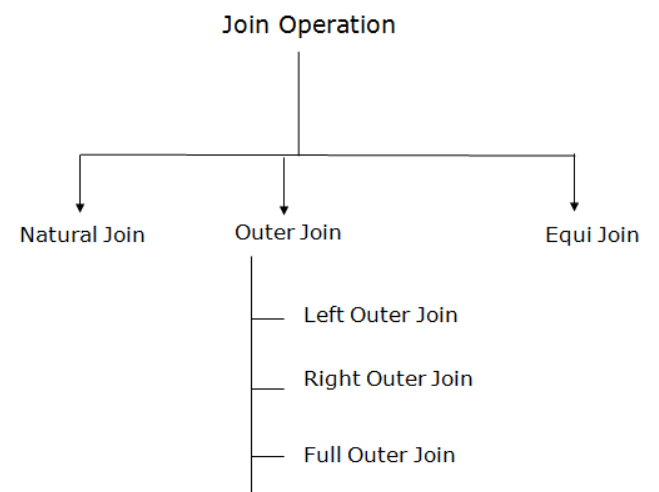 Join Operation
Natural Join
Outer Join
Equi Join
Left Outer Join
Right Outer Join
Full Outer Join